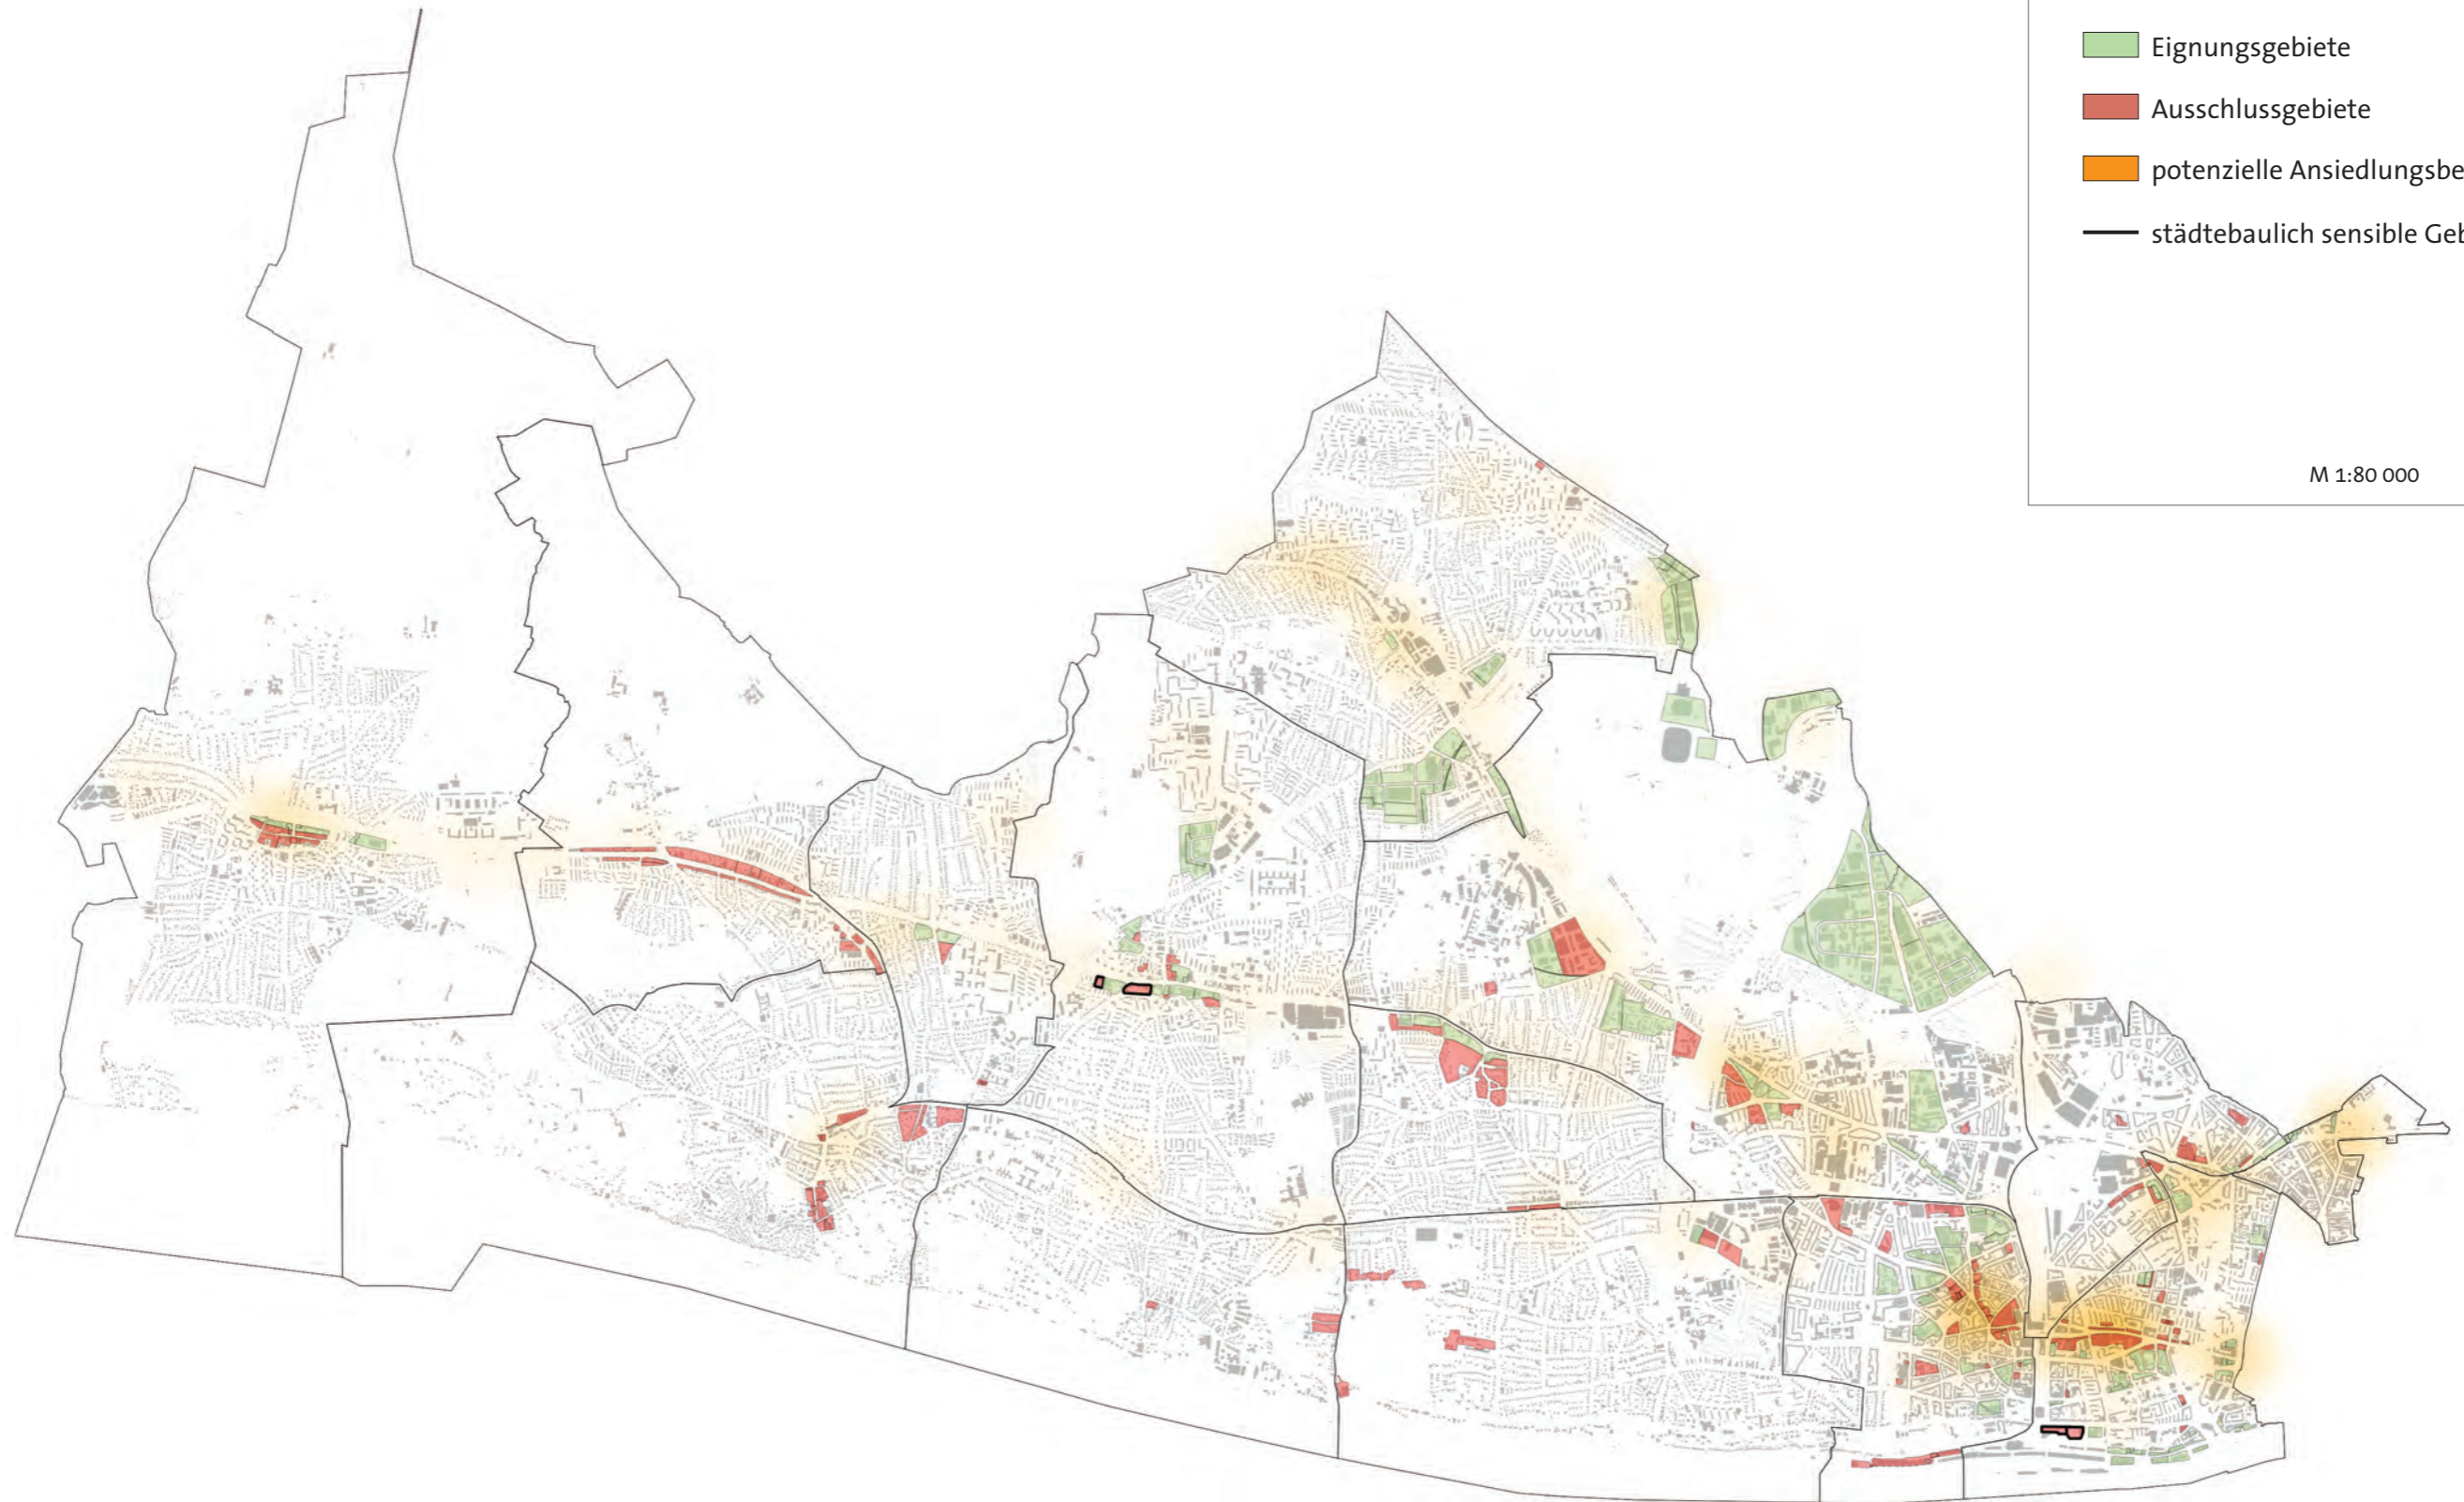 Eignungsgebiete
Ausschlussgebiete
potenzielle Ansiedlungsbe
städtebaulich sensible Geb
M 1:80 000